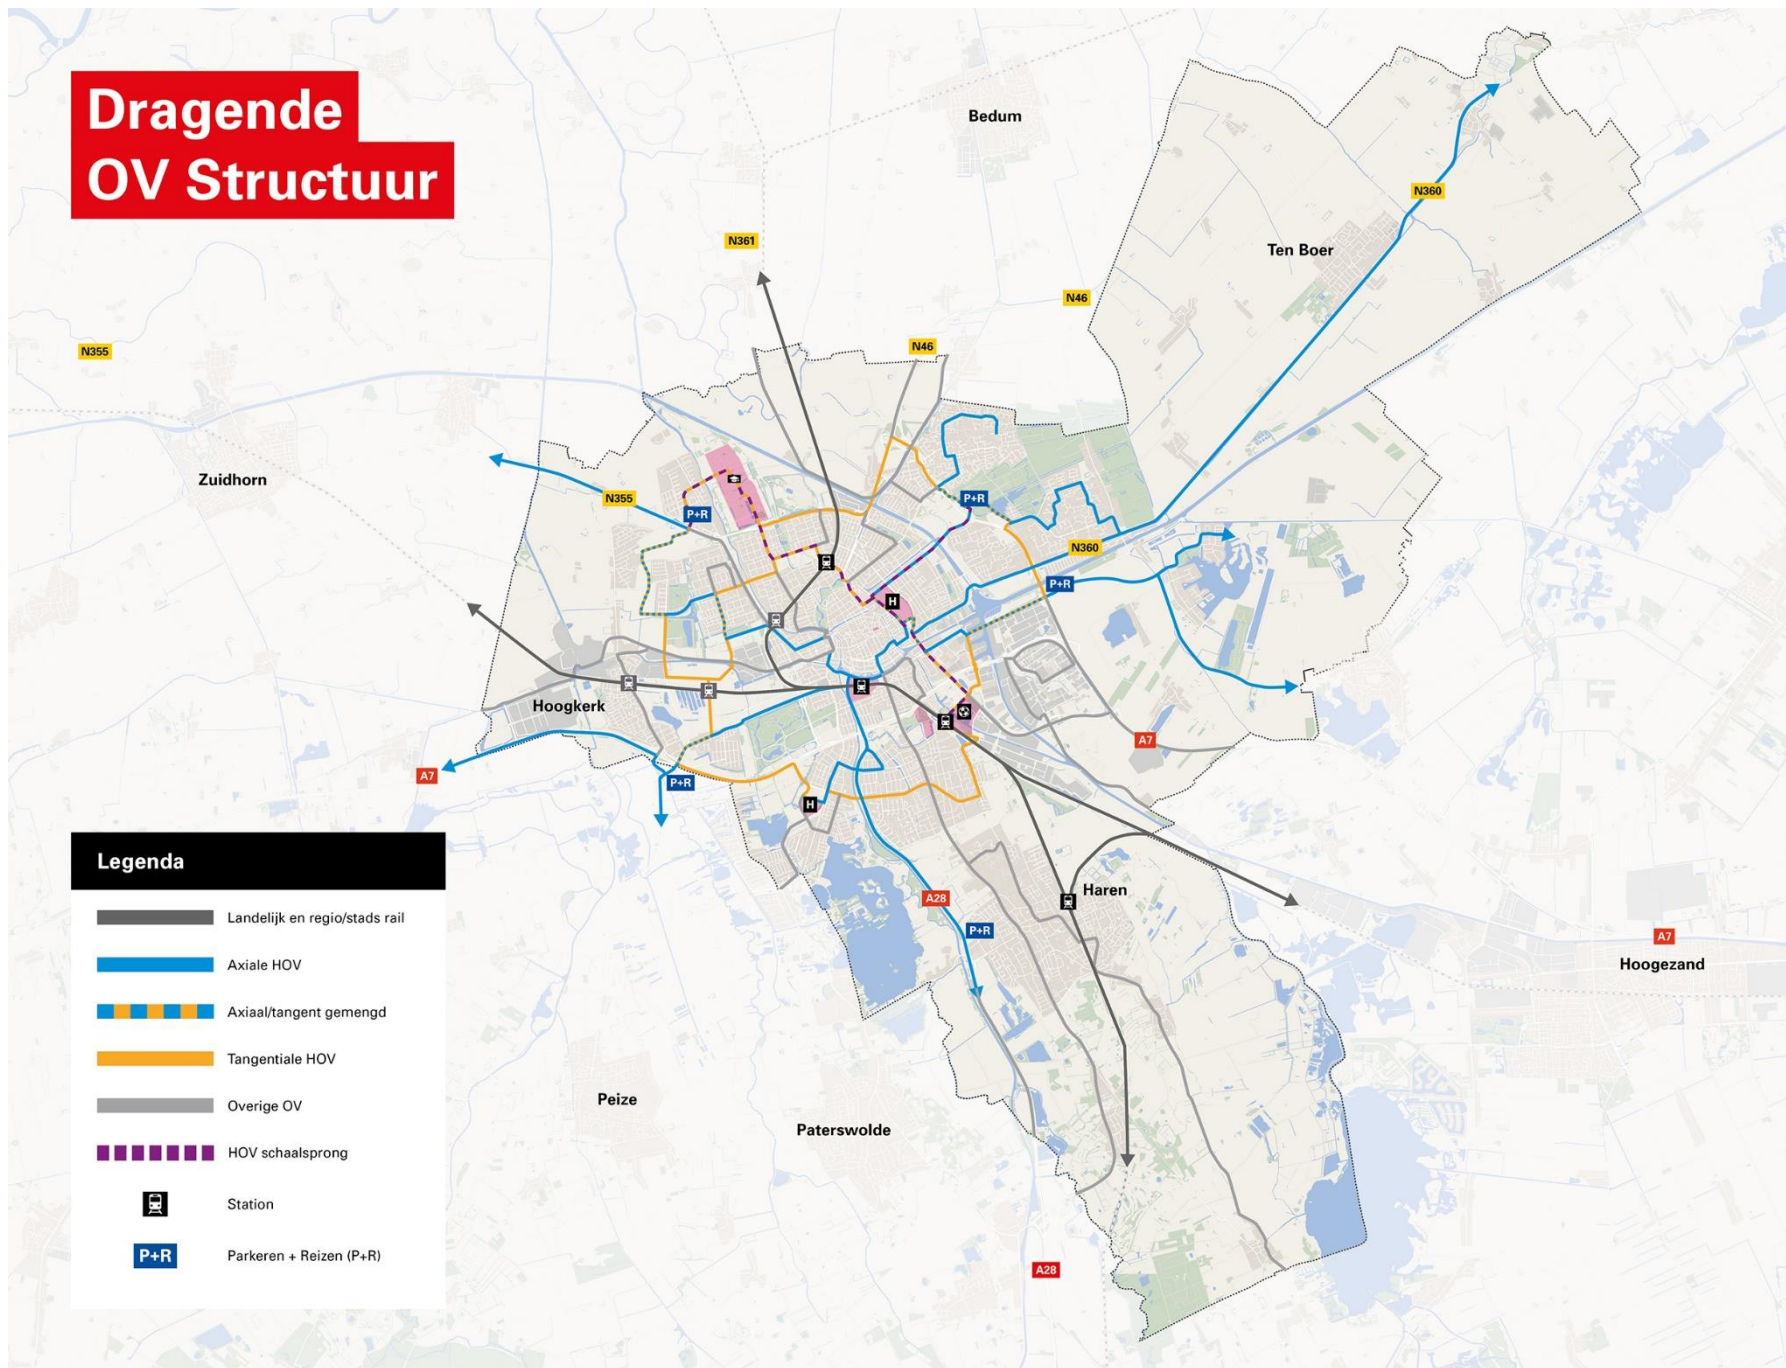 Dragende
OV Structuur
Bedum
N360
N361
Ten Boer
N46
N46
N355
Zuidhorn
N355
P+R
P+R
N360
P+R
H
Hoogkerk
A7
A7
P+R
H
Haren
A28
P+R
A7
Hoogezand
Peize
Paterswolde
A28
Legenda
Landelijk en regio/stads rail
Axiale HOV
Axiaal/tangent gemengd
Tangentiale HOV
Overige OV
HOV schaalsprong
Station
P+R Parkeren + Reizen (P+R)